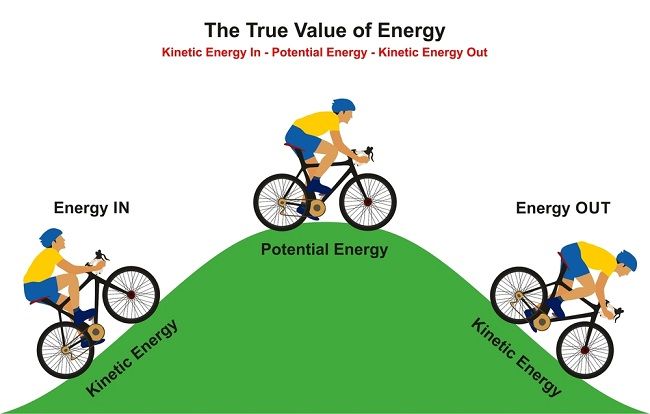 The True Value of Energy
Kinetic Energy In - Potential Energy - Kinetic Energy Out
Energy IN
Energy OUT
Potential Energy
Kinetic Energy
Kinetic Energy